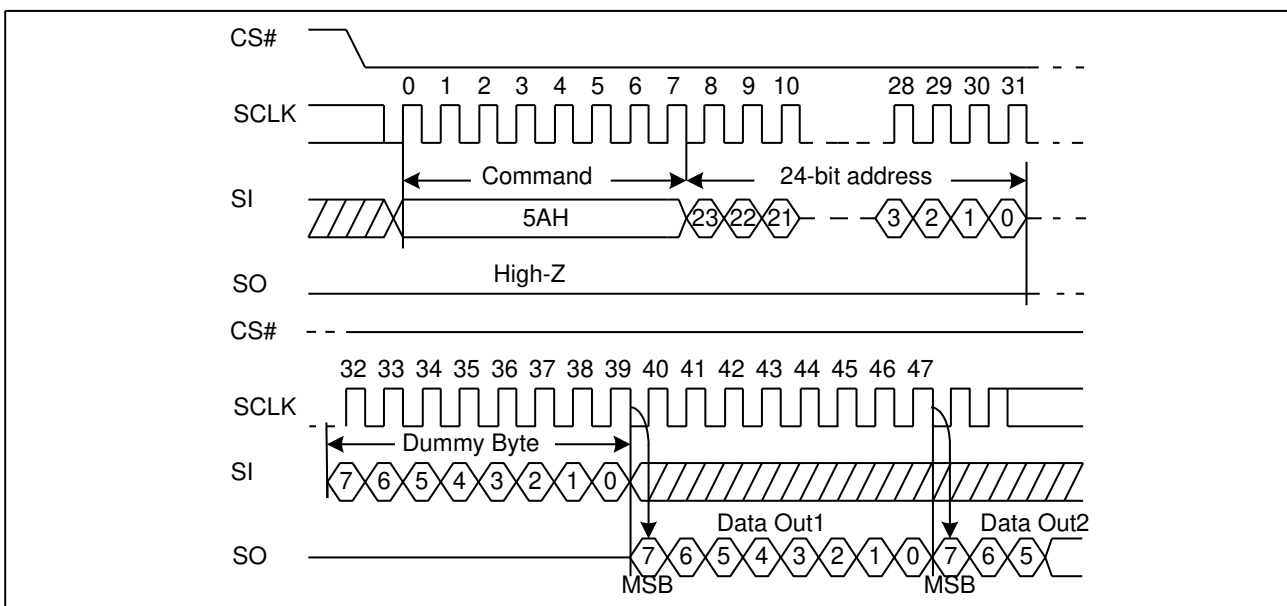 CS#
0 1 2 3 4 5 6 7 8 9 10 28 29 30 31
SCLK
Command 24-bit address
SI
5AH 23 22 21 3 2 1 0
High-Z
SO
CS#
32 33 34 35 36 37 38 39 40 41 42 43 44 45 46 47
SCLK
Dummy Byte
SI
7 6 5 4 3 2 1 0
Data Out1 Data Out2
SO
7 6 5 4 3 2 1 0 7 6 5
MSB MSB